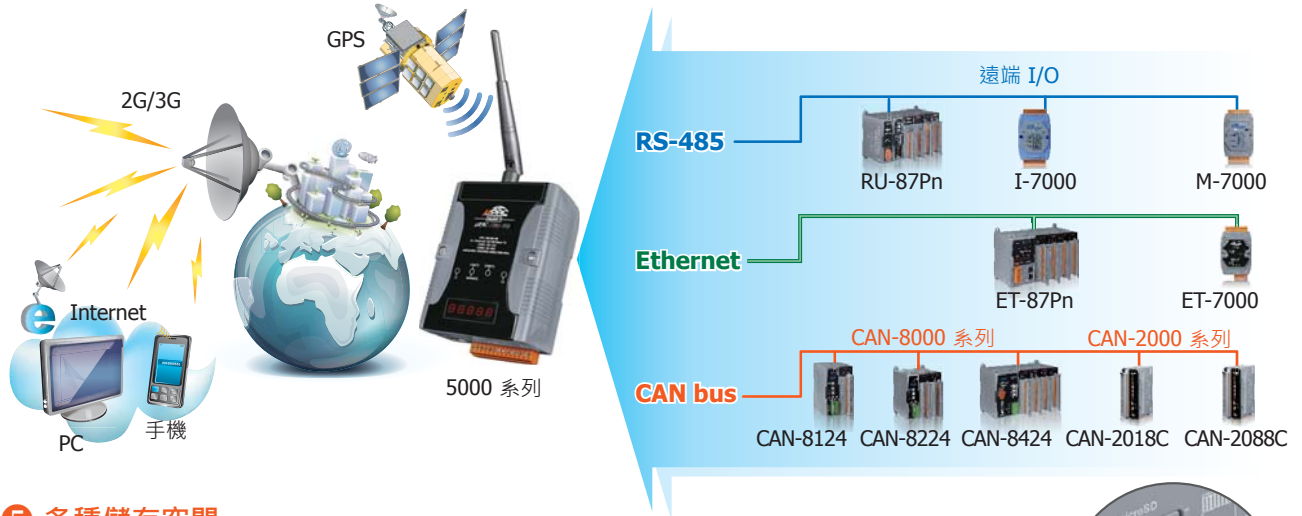 GPS
2G/3G
Internet
PC
手機
5000 系列
遠端 I/O
RS-485
RU-87Pn
I-7000
M-7000
Ethernet
ET-87Pn
ET-7000
CAN-8000 系列
CAN-2000 系列
CAN bus
CAN-8124
CAN-8224
CAN-8424
CAN-2018C
CAN-2088C
microSD